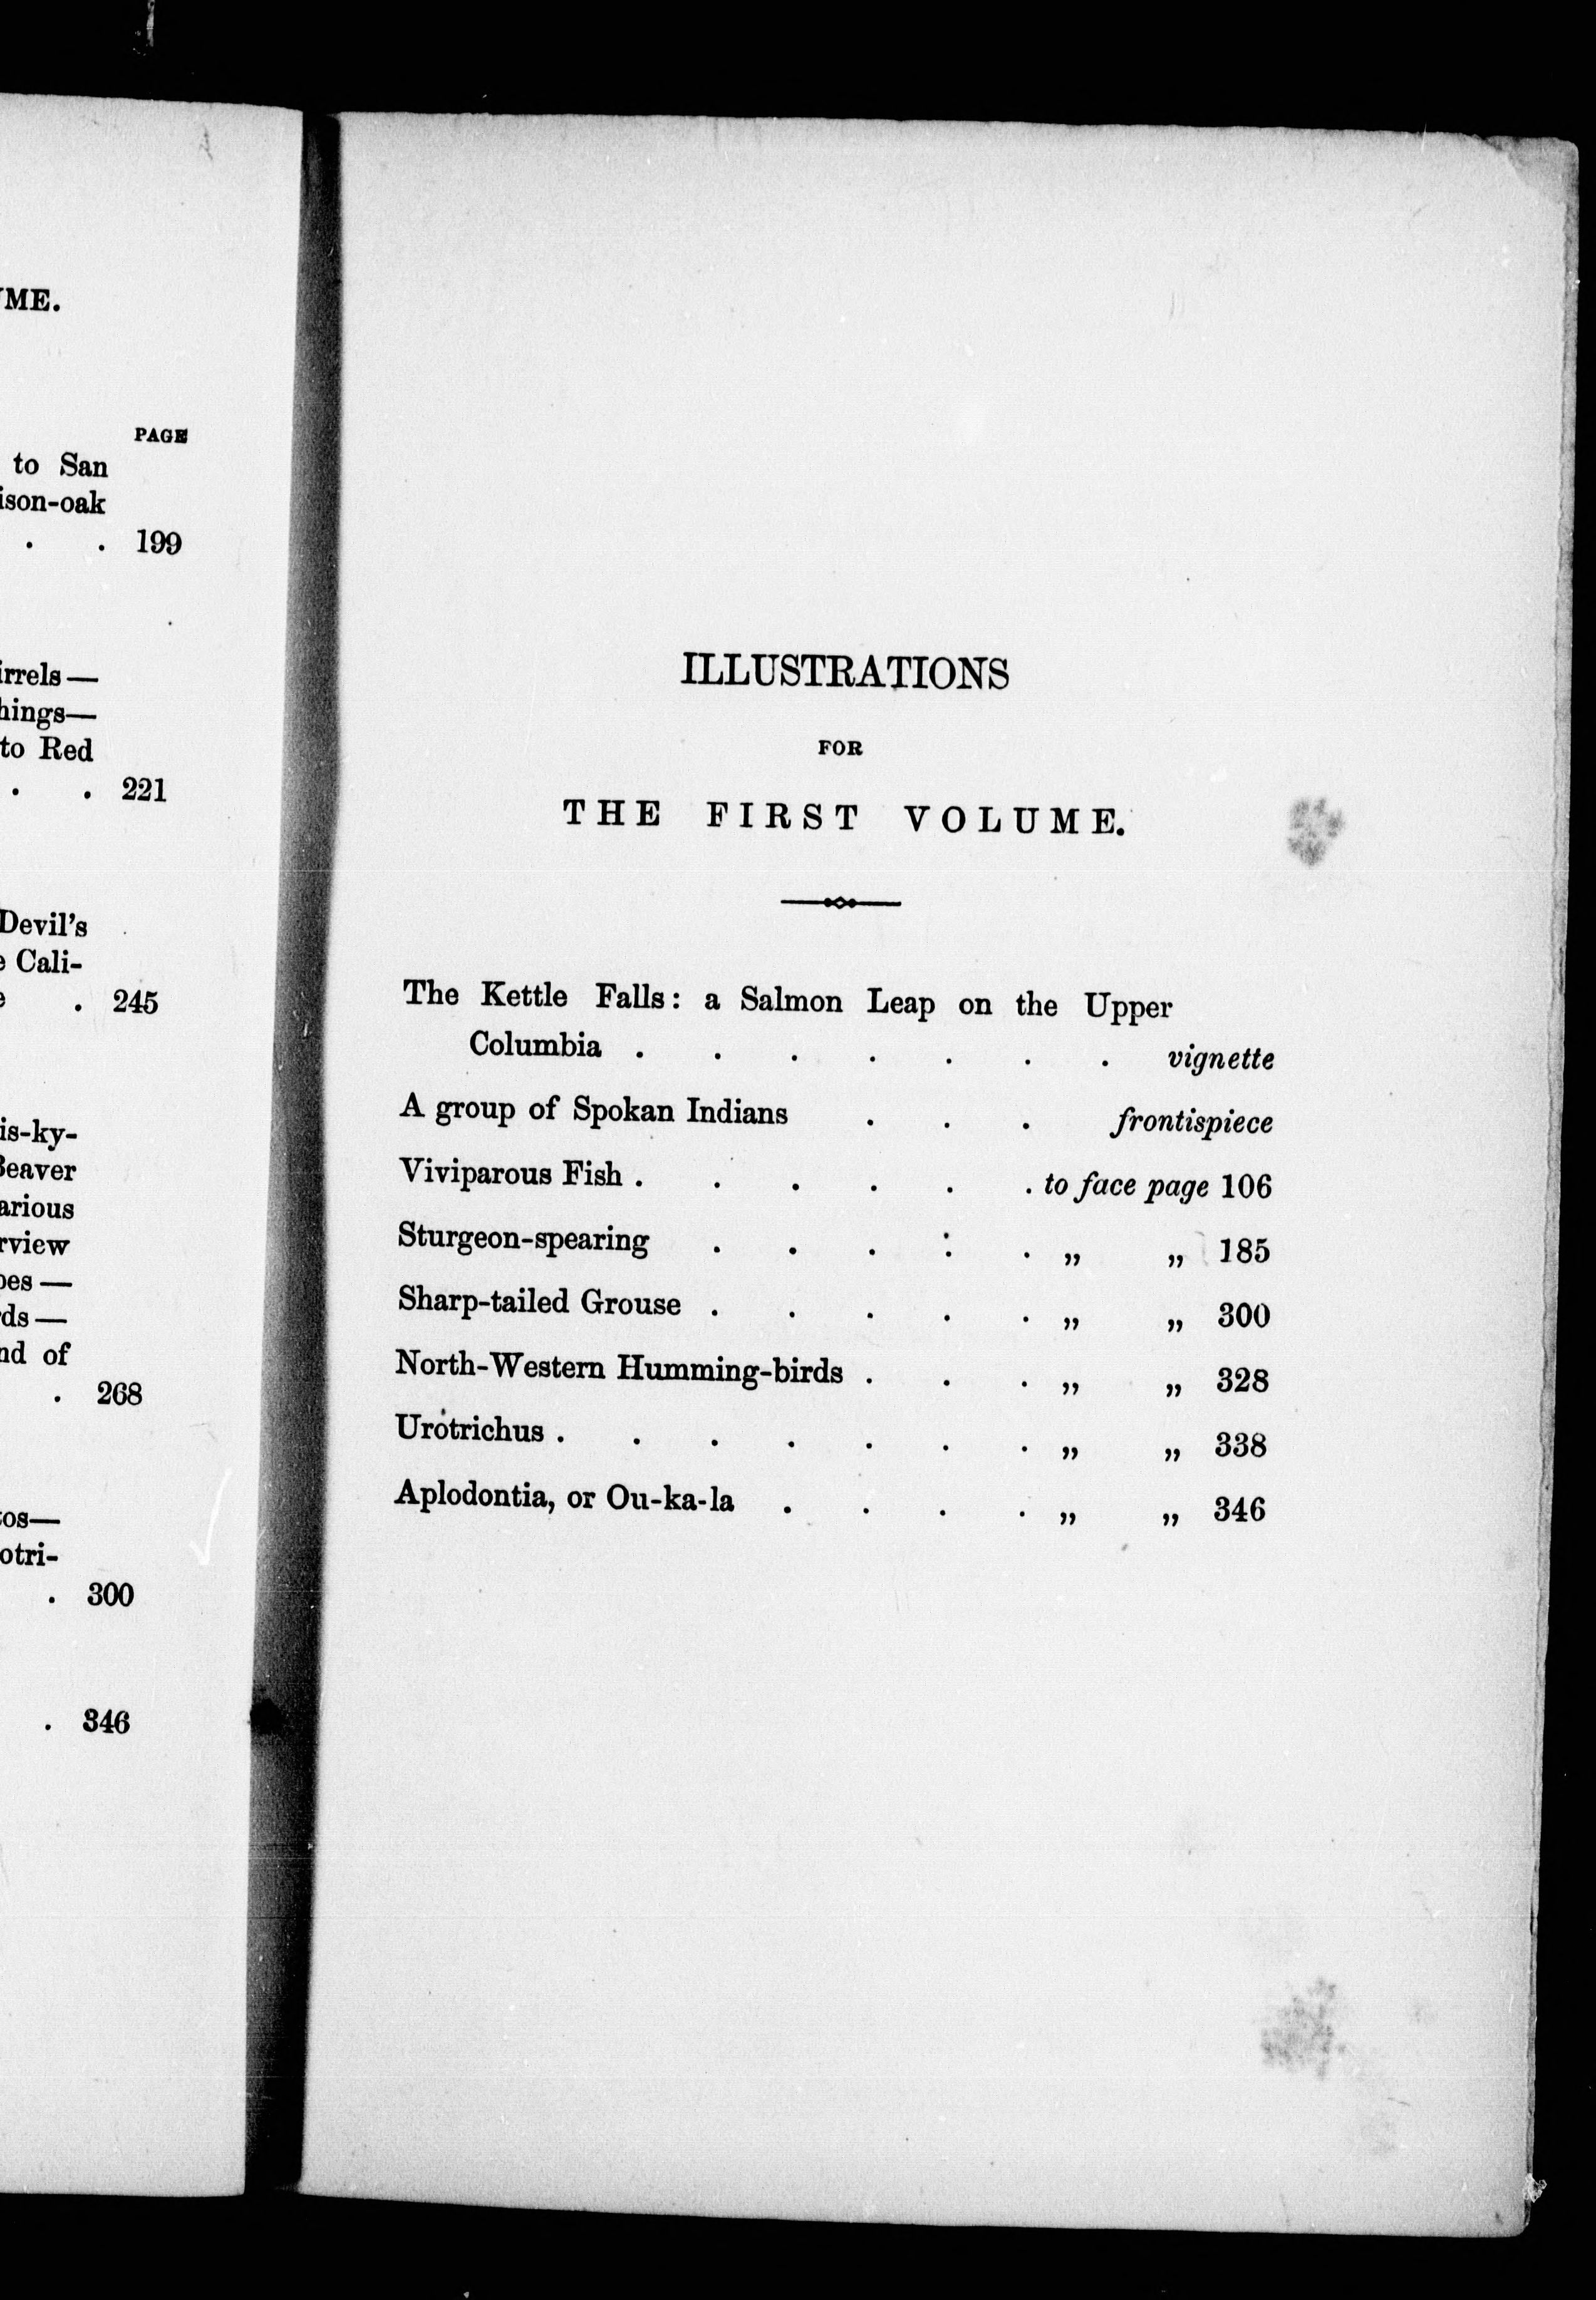 ME.
PAGE
to San
ison-oak
. . 199
irrels—
hings—
to Red
. . 221
Devil's
e Cali-
. 245
is-ky-
Beaver
arious
rview
bes—
ds—
nd of
. 268
os—
otri-
. 300
. 346
ILLUSTRATIONS
FOR
THE FIRST VOLUME.
The Kettle Falls: a Salmon Leap on the Upper
Columbia . . . . . . . vignette
A group of Spokan Indians . . . frontispiece
Viviparous Fish . . . . . . to face page 106
Sturgeon-spearing . . . : . „ „ 185
Sharp-tailed Grouse . . . . . „ „ 300
North-Western Humming-birds . . . „ „ 328
Urotrichus . . . . . . . „ „ 338
Aplodontia, or Ou-ka-la . . . . „ „ 346